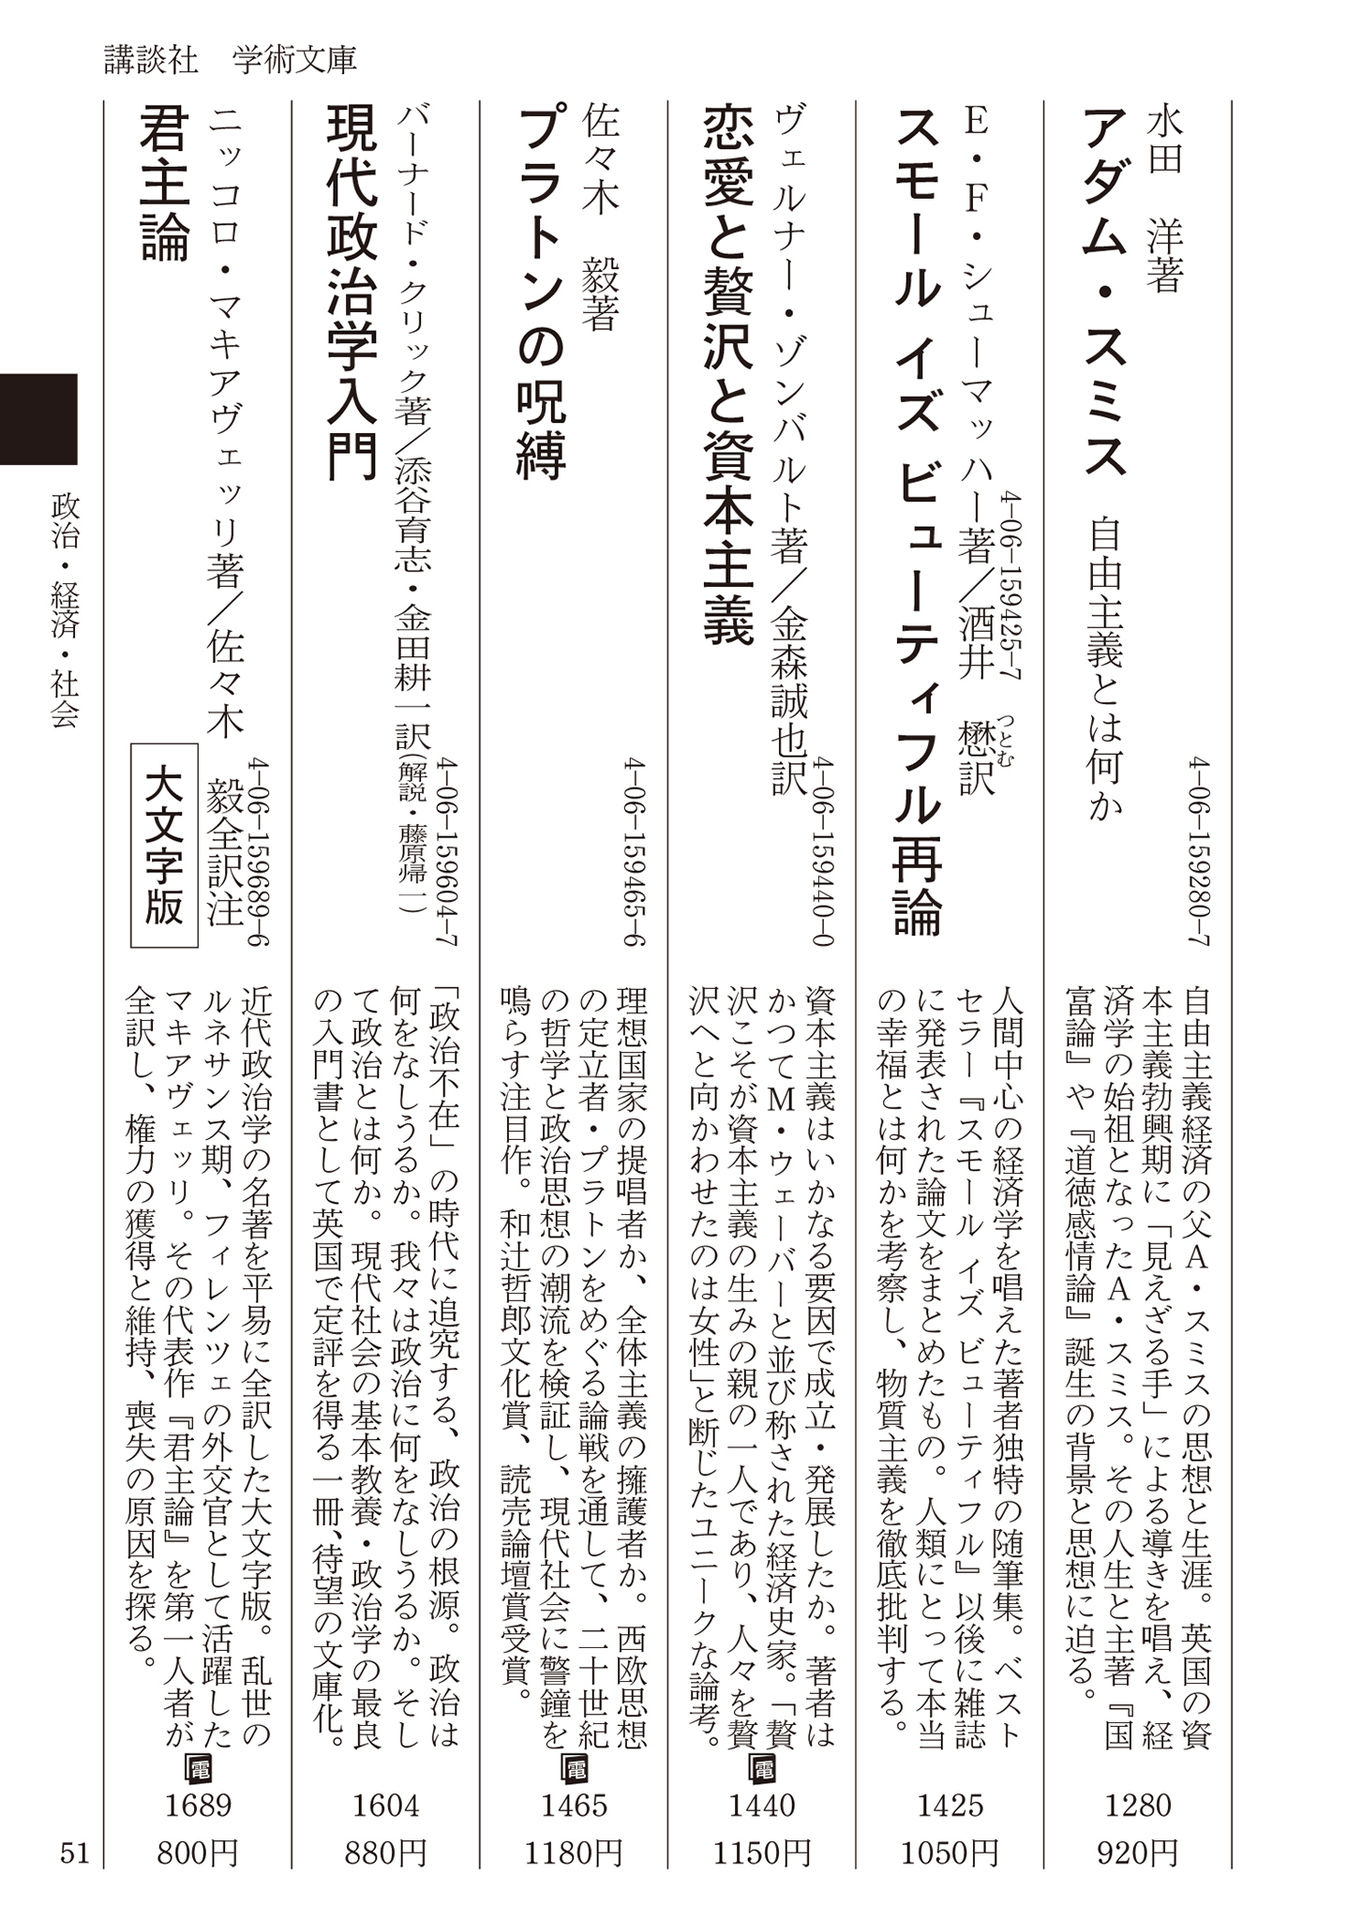 講談社　学術文庫
水田　洋著
アダム・スミス　自由主義とは何か
4-06-159280-7
自由主義経済の父A・スミスの思想と生涯。英国の資
本主義勃興期に「見えざる手」による導きを唱え、経
済学の始祖となったA・スミス。その人生と主著『国
富論』や『道徳感情論』誕生の背景と思想に迫る。
1280
920円
E・F・シューマッハー著／酒井　懋訳
つとむ
4-06-159425-7
スモール イズ ビューティフル再論
人間中心の経済学を唱えた著者独特の随筆集。ベスト
セラー『スモール イズ ビューティフル』以後に雑誌
に発表された論文をまとめたもの。人類にとって本当
の幸福とは何かを考察し、物質主義を徹底批判する。
1425
1050円
ヴェルナー・ゾンバルト著／金森誠也訳
恋愛と贅沢と資本主義
4-06-159440-0
資本主義はいかなる要因で成立・発展したか。著者は
かつてM・ウェーバーと並び称された経済史家。「贅
沢こそが資本主義の生みの親の一人であり、人々を贅
沢へと向かわせたのは女性」と断じたユニークな論考。
電
1440
1150円
佐々木　毅著
プラトンの呪縛
4-06-159465-6
理想国家の提唱者か、全体主義の擁護者か。西欧思想
の定立者・プラトンをめぐる論戦を通して、二十世紀
の哲学と政治思想の潮流を検証し、現代社会に警鐘を
鳴らす注目作。和辻哲郎文化賞、読売論壇賞受賞。
電
1465
1180円
バーナード・クリック著／添谷育志・金田耕一訳（解説・藤原帰一）
現代政治学入門
4-06-159604-7
「政治不在」の時代に追究する、政治の根源。政治は
何をなしうるか。我々は政治に何をなしうるか。そし
て政治とは何か。現代社会の基本教養・政治学の最良
の入門書として英国で定評を得る一冊、待望の文庫化。
1604
880円
ニッコロ・マキアヴェッリ著／佐々木　毅全訳注
君主論
大文字版
4-06-159689-6
近代政治学の名著を平易に全訳した大文字版。乱世の
ルネサンス期、フィレンツェの外交官として活躍した
マキアヴェッリ。その代表作『君主論』を第一人者が
全訳し、権力の獲得と維持、喪失の原因を探る。
電
1689
800円
政治・経済・社会
51